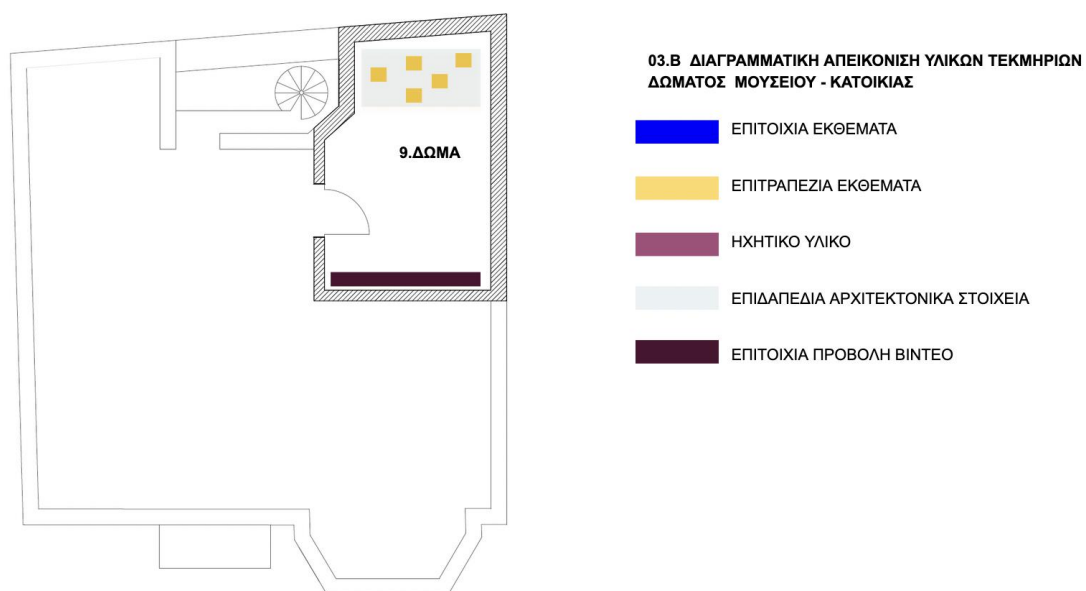 03.Β ΔΙΑΓΡΑΜΜΑΤΙΚΗ ΑΠΕΙΚΟΝΙΣΗ ΥΛΙΚΩΝ ΤΕΚΜΗΡΙΩΝ
ΔΩΜΑΤΟΣ ΜΟΥΣΕΙΟΥ - ΚΑΤΟΙΚΙΑΣ
ΕΠΙΤΟΙΧΙΑ ΕΚΘΕΜΑΤΑ
9.ΔΩΜΑ
ΕΠΙΤΡΑΠΕΖΙΑ ΕΚΘΕΜΑΤΑ
ΗΧΗΤΙΚΟ ΥΛΙΚΟ
ΕΠΙΔΑΠΕΔΙΑ ΑΡΧΙΤΕΚΤΟΝΙΚΑ ΣΤΟΙΧΕΙΑ
ΕΠΙΤΟΙΧΙΑ ΠΡΟΒΟΛΗ ΒΙΝΤΕΟ